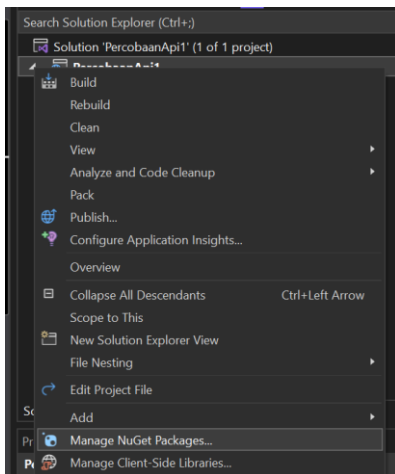 Search Solution Explorer (Ctrl+;)
Solution 'PercobaanApi1' (1 of 1 project)
PercobaanApi1
Build
Rebuild
Clean
View
Analyze and Code Cleanup
Pack
Publish...
Configure Application Insights...
Overview
Collapse All Descendants Ctrl+Left Arrow
Scope to This
New Solution Explorer View
File Nesting
Edit Project File
Add
Manage NuGet Packages...
Manage Client-Side Libraries...